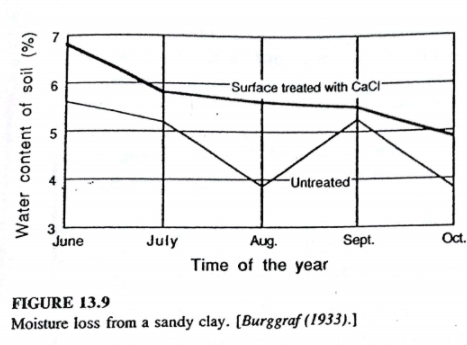 Water content of soil (%)
7
6
5
4
3
Surface treated with CaCl
Untreated
June July Aug. Sept. Oct.
Time of the year
FIGURE 13.9
Moisture loss from a sandy clay. [Burggraf (1933).]